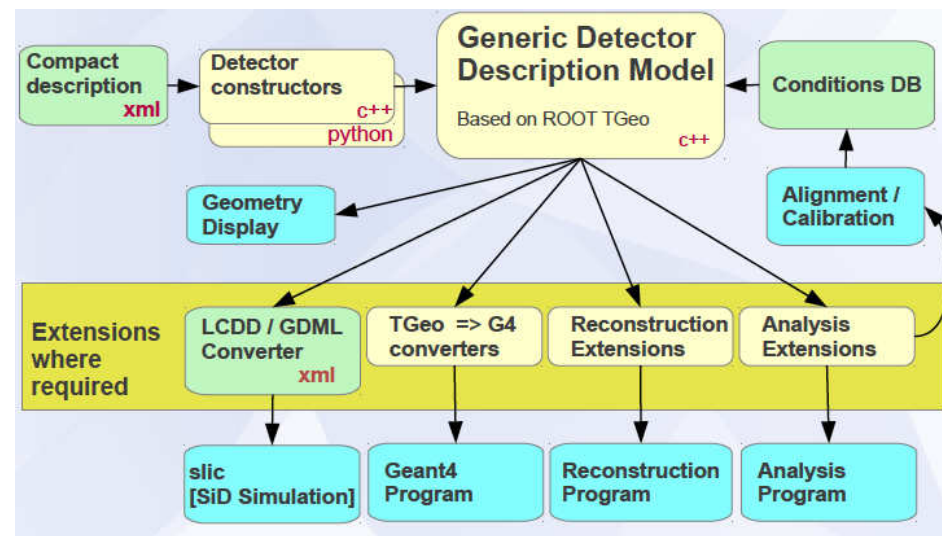 Compact
description
xml
Detector
constructors
c++
python
Generic Detector
Description Model
Based on ROOT TGeo
c++
Conditions DB
Geometry
Display
Alignment /
Calibration
Extensions
where
required
LCDD / GDML
Converter
xml
TGeo => G4
converters
Reconstruction
Extensions
Analysis
Extensions
slic
[SiD Simulation]
Geant4
Program
Reconstruction
Program
Analysis
Program